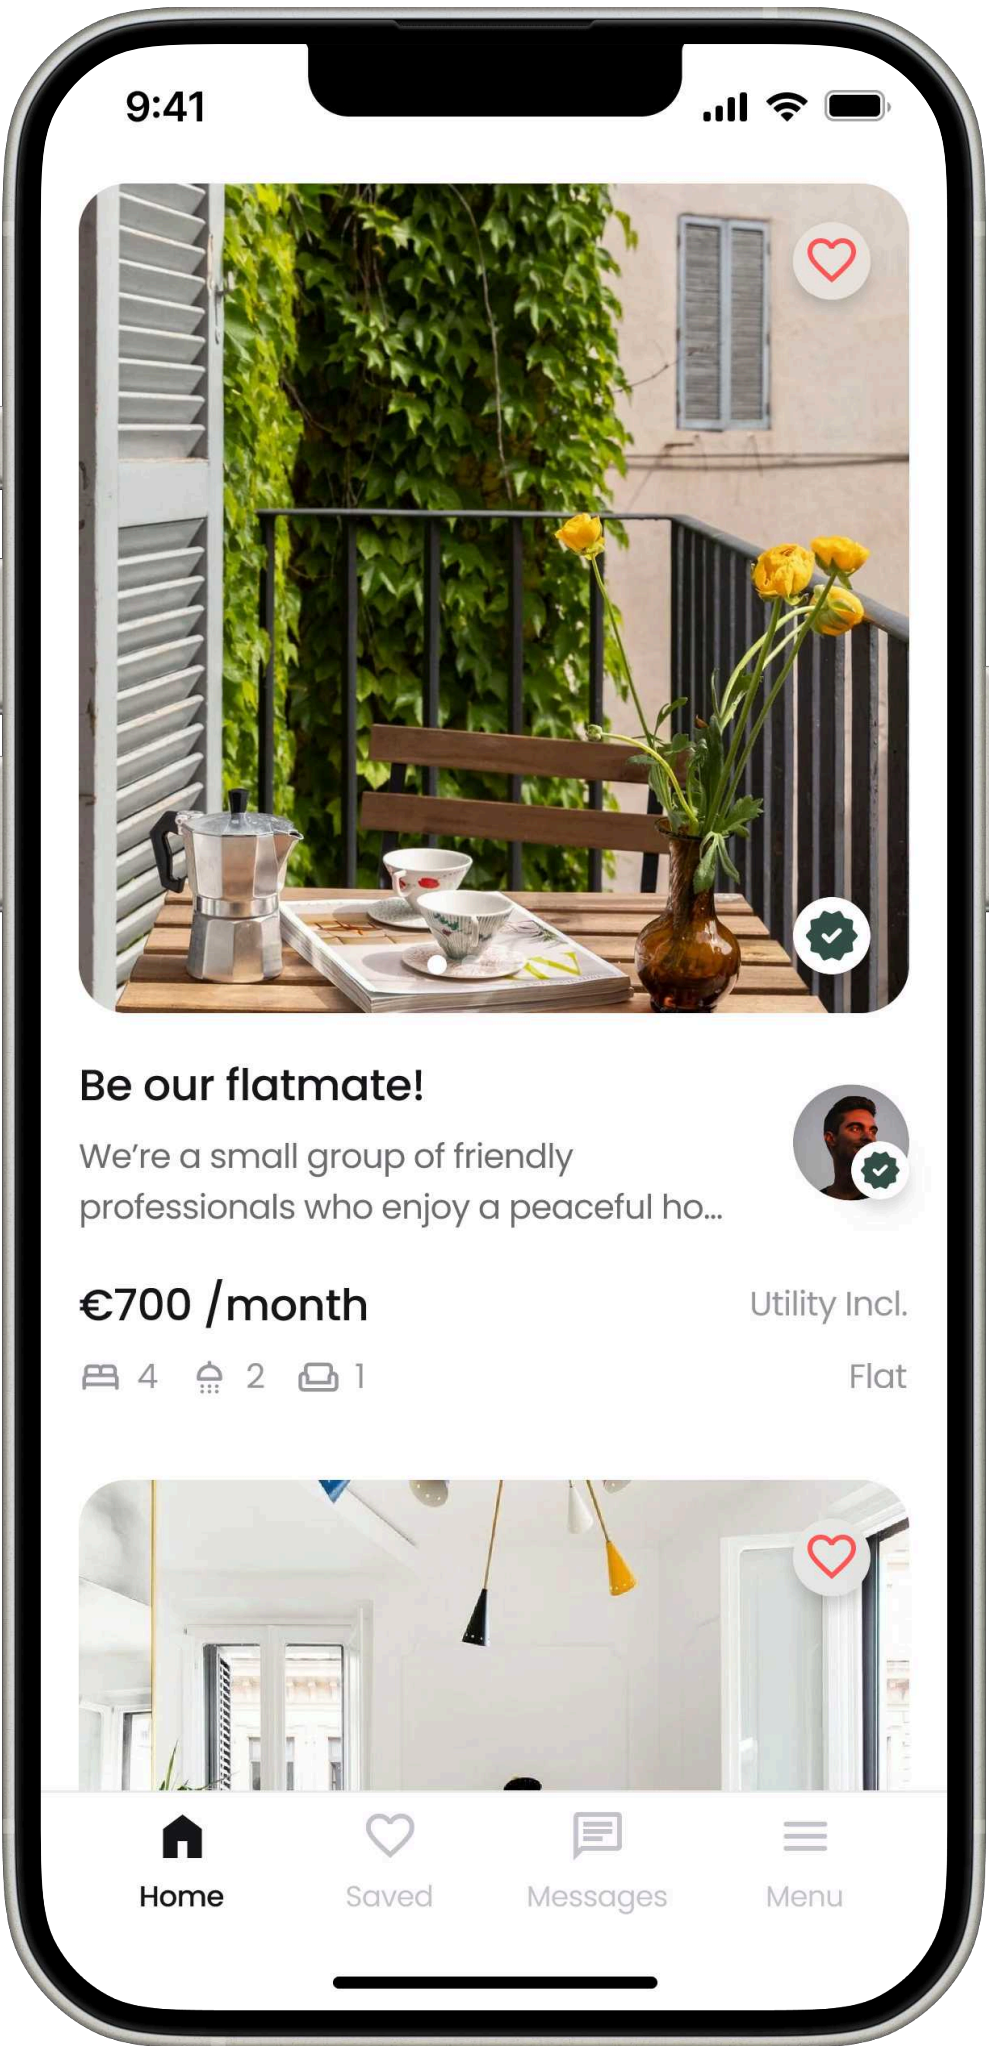 9:41
Be our flatmate!
We’re a small group of friendly
professionals who enjoy a peaceful ho...
€700 /month
Utility Incl.
4 2 1
Flat
Home
Saved
Messages
Menu